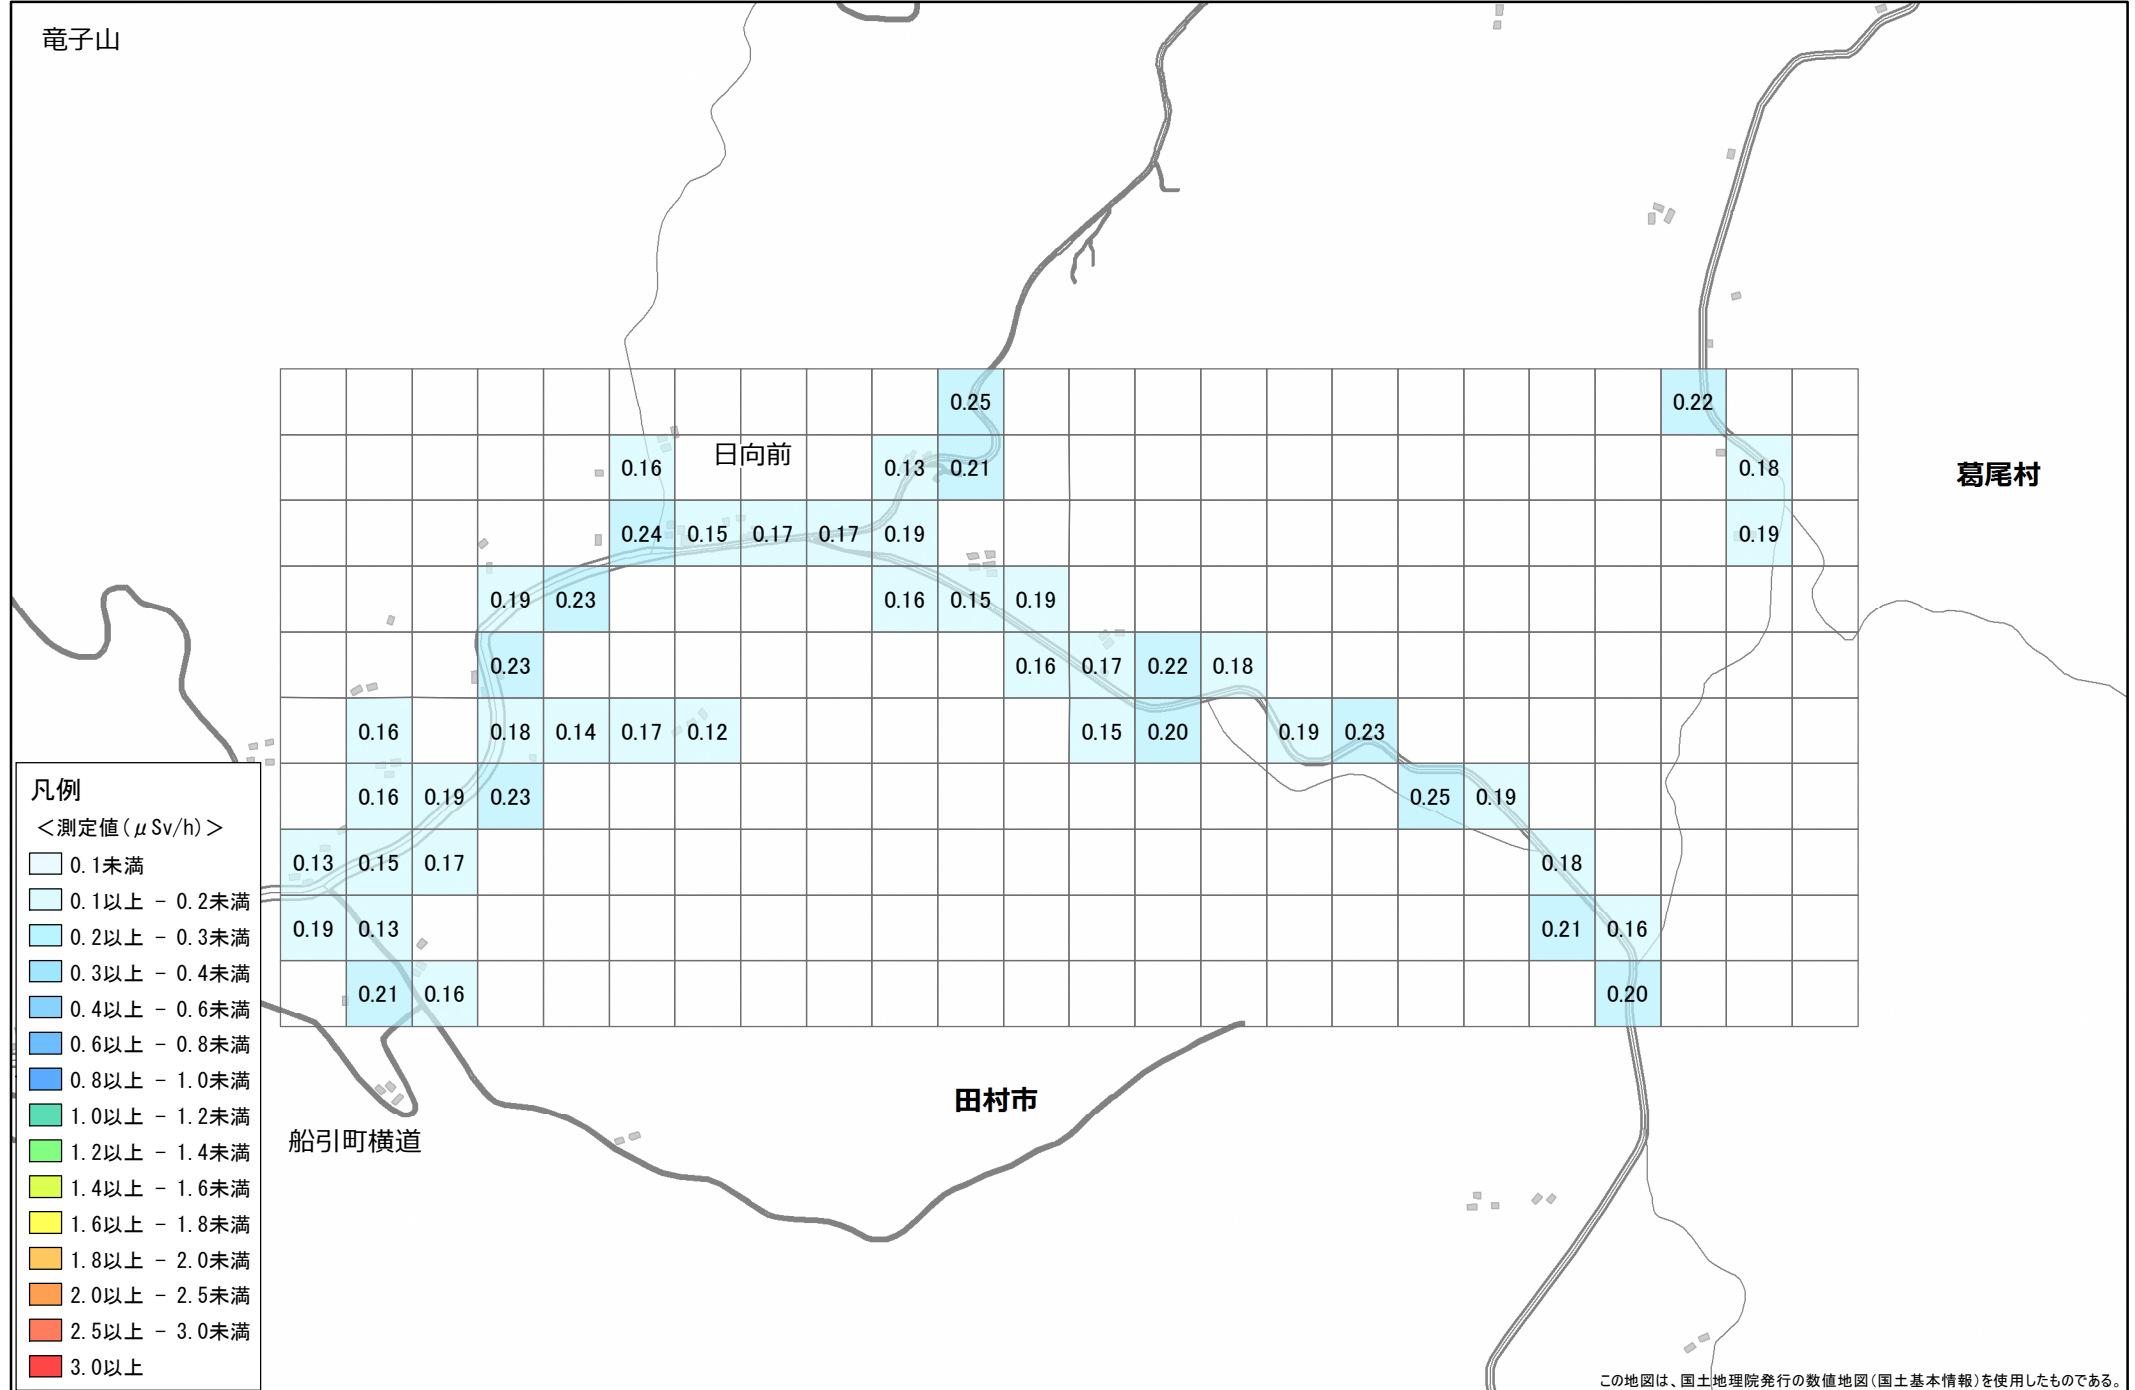 竜子山
0.25 0.22
0.16 日向前 0.13 0.21 0.18 葛尾村
0.24 0.15 0.17 0.17 0.19 0.19
0.19 0.23 0.16 0.15 0.19
0.23 0.16 0.17 0.22 0.18
0.16 0.18 0.14 0.17 0.12 0.15 0.20 0.19 0.23
0.16 0.19 0.23 0.25 0.19
0.13 0.15 0.17 0.18
0.19 0.13 0.21 0.16
0.21 0.16 0.20
田村市
船引町横道
凡例
＜測定値（μSv/h）＞
0.1未満
0.1以上 － 0.2未満
0.2以上 － 0.3未満
0.3以上 － 0.4未満
0.4以上 － 0.6未満
0.6以上 － 0.8未満
0.8以上 － 1.0未満
1.0以上 － 1.2未満
1.2以上 － 1.4未満
1.4以上 － 1.6未満
1.6以上 － 1.8未満
1.8以上 － 2.0未満
2.0以上 － 2.5未満
2.5以上 － 3.0未満
3.0以上
この地図は、国土地理院発行の数値地図（国土基本情報）を使用したものである。